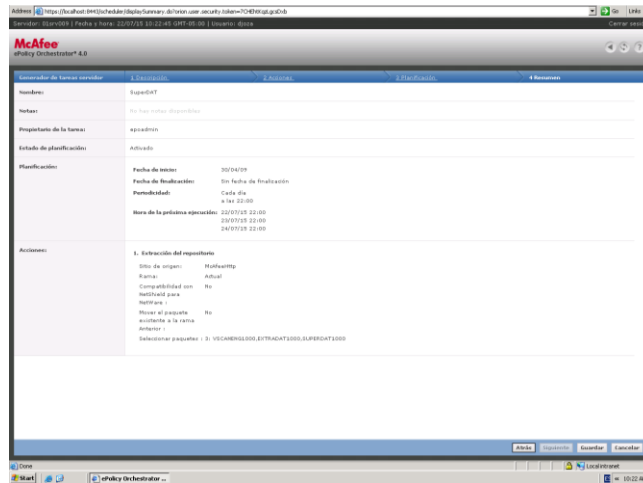 Address https://localhost:8443/scheduler/displaySummary.do?orion.user.security.token= Go Links
Servidor: 01srv009 | Fecha y hora: 22/07/15 10:22:45 GMT-05:00 | Usuario: djoza Cerrar sesi
McAfee
ePolicy Orchestrator® 4.0
Generador de tareas servidor 1 Descripción 2 Acciones 3 Planificación 4 Resumen
Nombre: SuperDAT
Notas: No hay notas disponibles
Propietario de la tarea: epoadmin
Estado de planificación: Activado
Planificación:
Fecha de inicio: 30/04/09
Fecha de finalización: Sin fecha de finalización
Periodicidad: Cada día
a las 22:00
Hora de la próxima ejecución: 22/07/15 22:00
23/07/15 22:00
24/07/15 22:00
Acciones:
1. Extracción del repositorio
Sitio de origen: McAfeeHttp
Rama: Actual
Compatibilidad con No
NetShield para
NetWare :
Mover el paquete No
existente a la rama
Anterior :
Seleccionar paquetes : 3: VSCANENG1000,EXTRADAT1000,SUPERDAT1000
Atrás Siguiente Guardar Cancelar
Done Local intranet
Start ePolicy Orchestrator ... 10:22 A